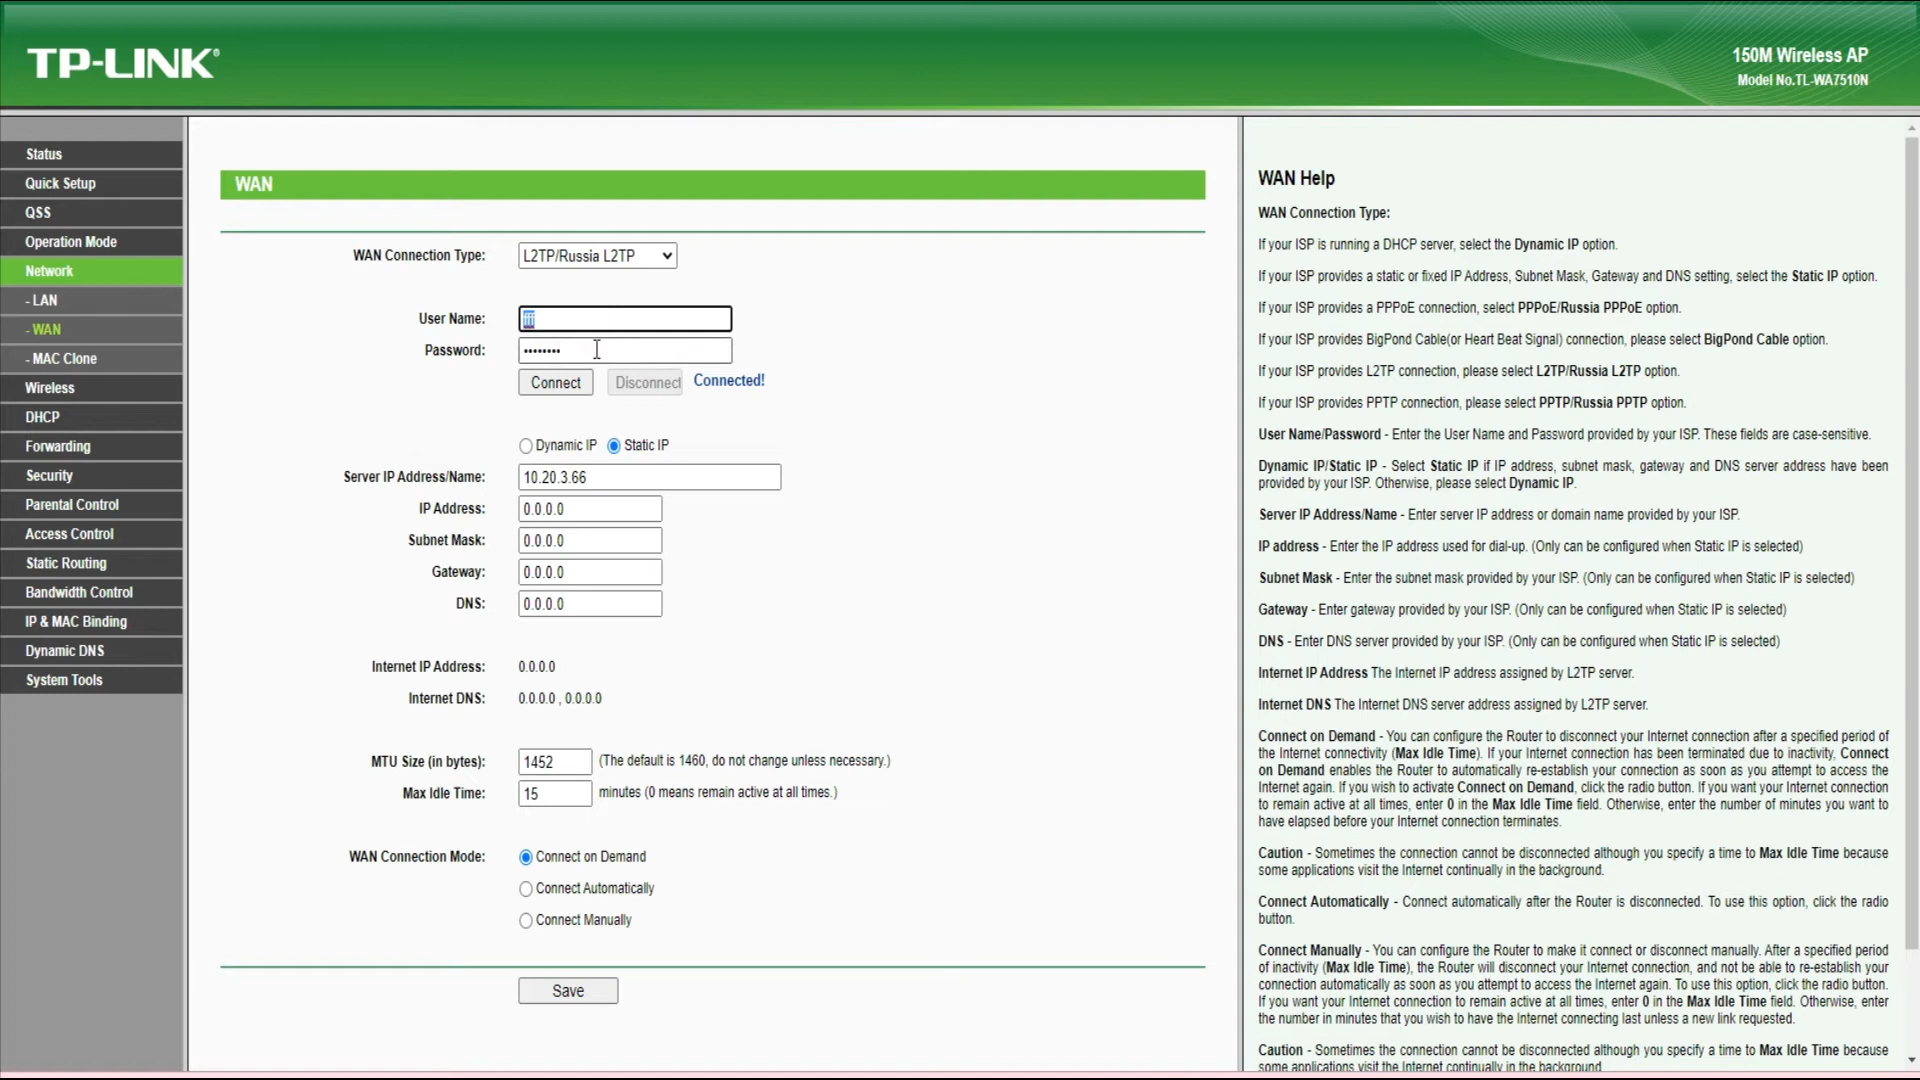 TP-LINK®
150M Wireless AP
Model No.TL-WA7510N
Status
Quick Setup
QSS
Operation Mode
Network
- LAN
- WAN
- MAC Clone
Wireless
DHCP
Forwarding
Security
Parental Control
Access Control
Static Routing
Bandwidth Control
IP & MAC Binding
Dynamic DNS
System Tools
WAN
WAN Connection Type: L2TP/Russia L2TP
User Name:
Password: ••••••••
Connect Disconnect Connected!
Dynamic IP Static IP
Server IP Address/Name: 10.20.3.66
IP Address: 0.0.0.0
Subnet Mask: 0.0.0.0
Gateway: 0.0.0.0
DNS: 0.0.0.0
Internet IP Address: 0.0.0.0
Internet DNS: 0.0.0.0 , 0.0.0.0
MTU Size (in bytes): 1452 (The default is 1460, do not change unless necessary.)
Max Idle Time: 15 minutes (0 means remain active at all times.)
WAN Connection Mode: Connect on Demand
Connect Automatically
Connect Manually
Save
WAN Help
WAN Connection Type:
If your ISP is running a DHCP server, select the Dynamic IP option.
If your ISP provides a static or fixed IP Address, Subnet Mask, Gateway and DNS setting, select the Static IP option.
If your ISP provides a PPPoE connection, select PPPoE/Russia PPPoE option.
If your ISP provides BigPond Cable(or Heart Beat Signal) connection, please select BigPond Cable option.
If your ISP provides L2TP connection, please select L2TP/Russia L2TP option.
If your ISP provides PPTP connection, please select PPTP/Russia PPTP option.
User Name/Password - Enter the User Name and Password provided by your ISP. These fields are case-sensitive.
Dynamic IP/Static IP - Select Static IP if IP address, subnet mask, gateway and DNS server address have been
provided by your ISP. Otherwise, please select Dynamic IP.
Server IP Address/Name - Enter server IP address or domain name provided by your ISP.
IP address - Enter the IP address used for dial-up. (Only can be configured when Static IP is selected)
Subnet Mask - Enter the subnet mask provided by your ISP. (Only can be configured when Static IP is selected)
Gateway - Enter gateway provided by your ISP. (Only can be configured when Static IP is selected)
DNS - Enter DNS server provided by your ISP. (Only can be configured when Static IP is selected)
Internet IP Address The Internet IP address assigned by L2TP server.
Internet DNS The Internet DNS server address assigned by L2TP server.
Connect on Demand - You can configure the Router to disconnect your Internet connection after a specified period of
the Internet connectivity (Max Idle Time). If your Internet connection has been terminated due to inactivity, Connect
on Demand enables the Router to automatically re-establish your connection as soon as you attempt to access the
Internet again. If you wish to activate Connect on Demand, click the radio button. If you want your Internet connection
to remain active at all times, enter 0 in the Max Idle Time field. Otherwise, enter the number of minutes you want to
have elapsed before your Internet connection terminates.
Caution - Sometimes the connection cannot be disconnected although you specify a time to Max Idle Time because
some applications visit the Internet continually in the background.
Connect Automatically - Connect automatically after the Router is disconnected. To use this option, click the radio
button.
Connect Manually - You can configure the Router to make it connect or disconnect manually. After a specified period
of inactivity (Max Idle Time), the Router will disconnect your Internet connection, and not be able to re-establish your
connection automatically as soon as you attempt to access the Internet again. To use this option, click the radio button.
If you want your Internet connection to remain active at all times, enter 0 in the Max Idle Time field. Otherwise, enter
the number in minutes that you wish to have the Internet connecting last unless a new link requested.
Caution - Sometimes the connection cannot be disconnected although you specify a time to Max Idle Time because
some applications visit the Internet continually in the background.